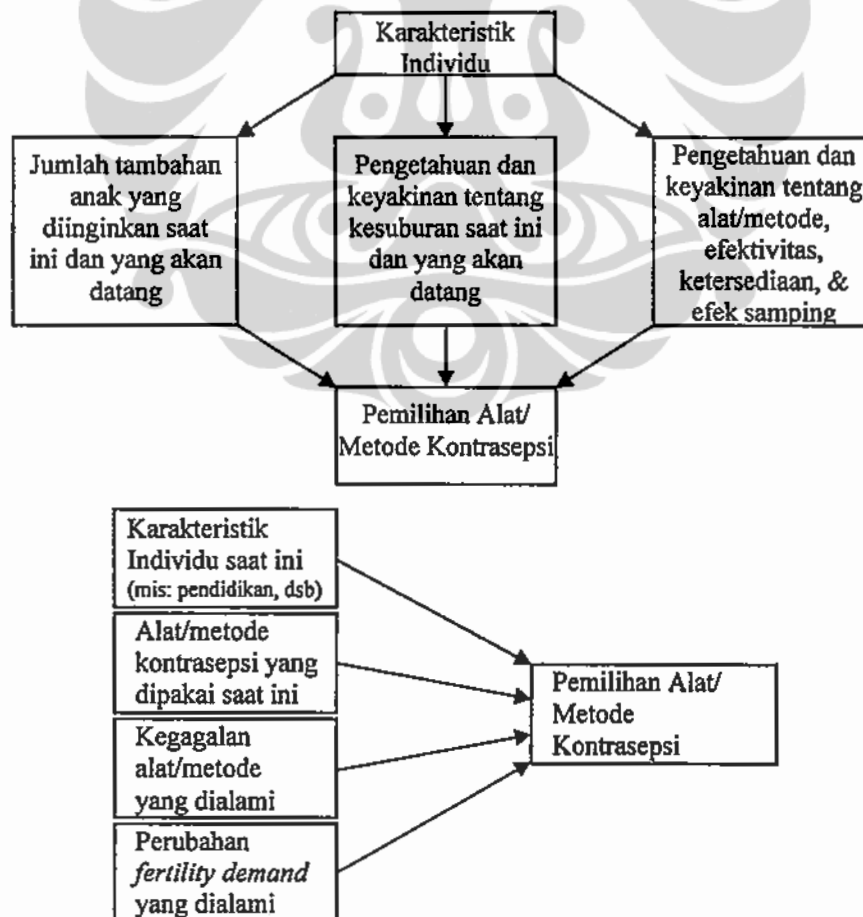 Karakteristik
Individu
Jumlah tambahan
anak yang
diinginkan saat
ini dan yang akan
datang
Pengetahuan dan
keyakinan tentang
kesuburan saat ini
dan yang akan
datang
Pengetahuan dan
keyakinan tentang
alat/metode,
efektivitas,
ketersediaan, &
efek samping
Pemilihan Alat/
Metode Kontrasepsi
Karakteristik
Individu saat ini
(mis: pendidikan, dsb)
Alat/metode
kontrasepsi yang
dipakai saat ini
Kegagalan
alat/metode
yang dialami
Perubahan
fertility demand
yang dialami
Pemilihan Alat/
Metode
Kontrasepsi